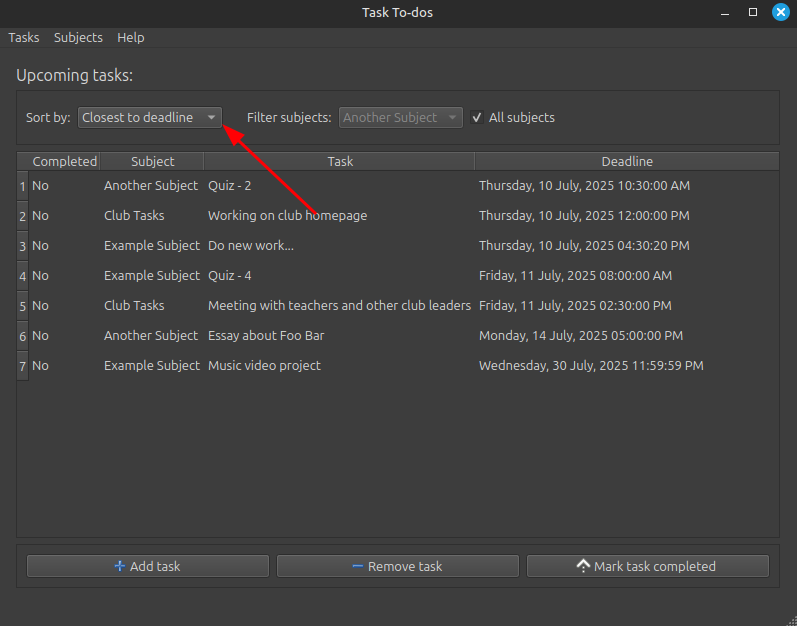 Task To-dos
Tasks Subjects Help
Upcoming tasks:
Sort by: Closest to deadline Filter subjects: Another Subject All subjects
Completed Subject Task Deadline
1 No Another Subject Quiz - 2 Thursday, 10 July, 2025 10:30:00 AM
2 No Club Tasks Working on club homepage Thursday, 10 July, 2025 12:00:00 PM
3 No Example Subject Do new work... Thursday, 10 July, 2025 04:30:20 PM
4 No Example Subject Quiz - 4 Friday, 11 July, 2025 08:00:00 AM
5 No Club Tasks Meeting with teachers and other club leaders Friday, 11 July, 2025 02:30:00 PM
6 No Another Subject Essay about Foo Bar Monday, 14 July, 2025 05:00:00 PM
7 No Example Subject Music video project Wednesday, 30 July, 2025 11:59:59 PM
Add task Remove task Mark task completed